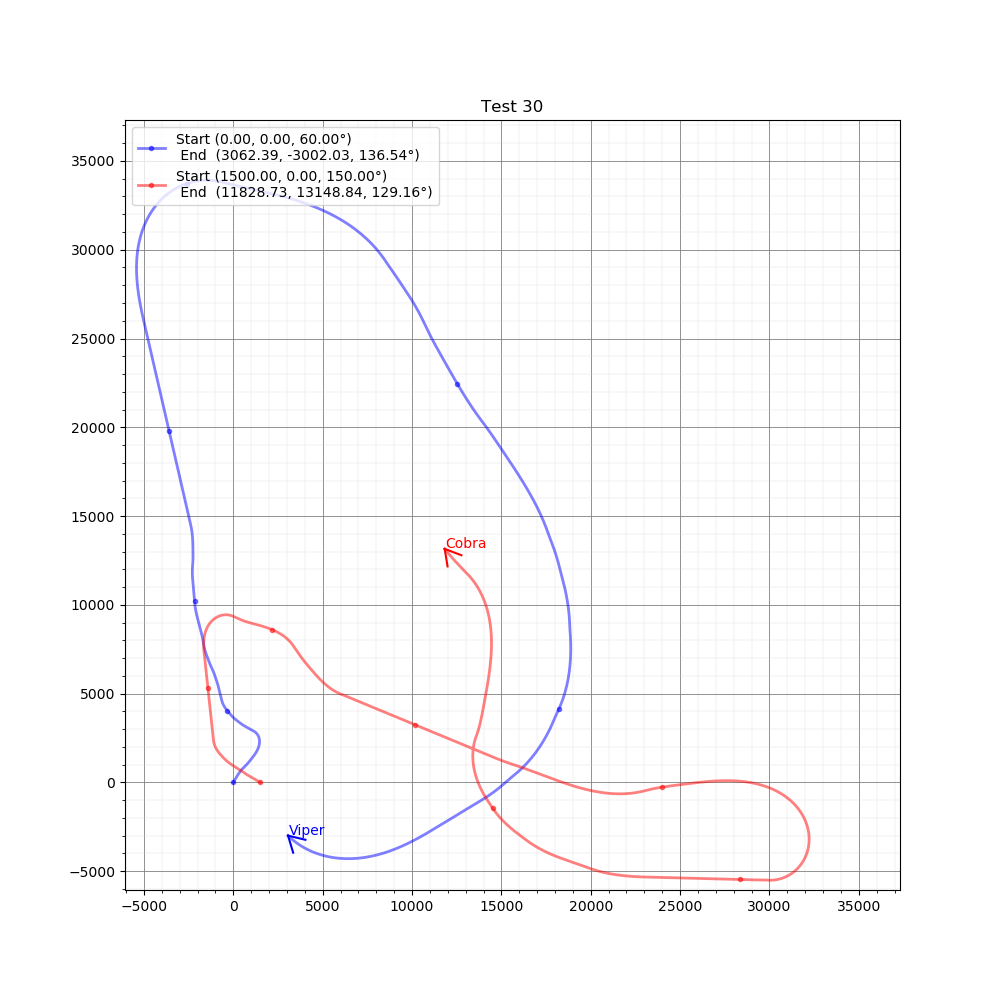 Test 30
Start (0.00, 0.00, 60.00°)
End (3062.39, -3002.03, 136.54°)
Start (1500.00, 0.00, 150.00°)
End (11828.73, 13148.84, 129.16°)
35000
30000
25000
20000
15000
10000
5000
0
−5000
Cobra
Viper
−5000 0 5000 10000 15000 20000 25000 30000 35000